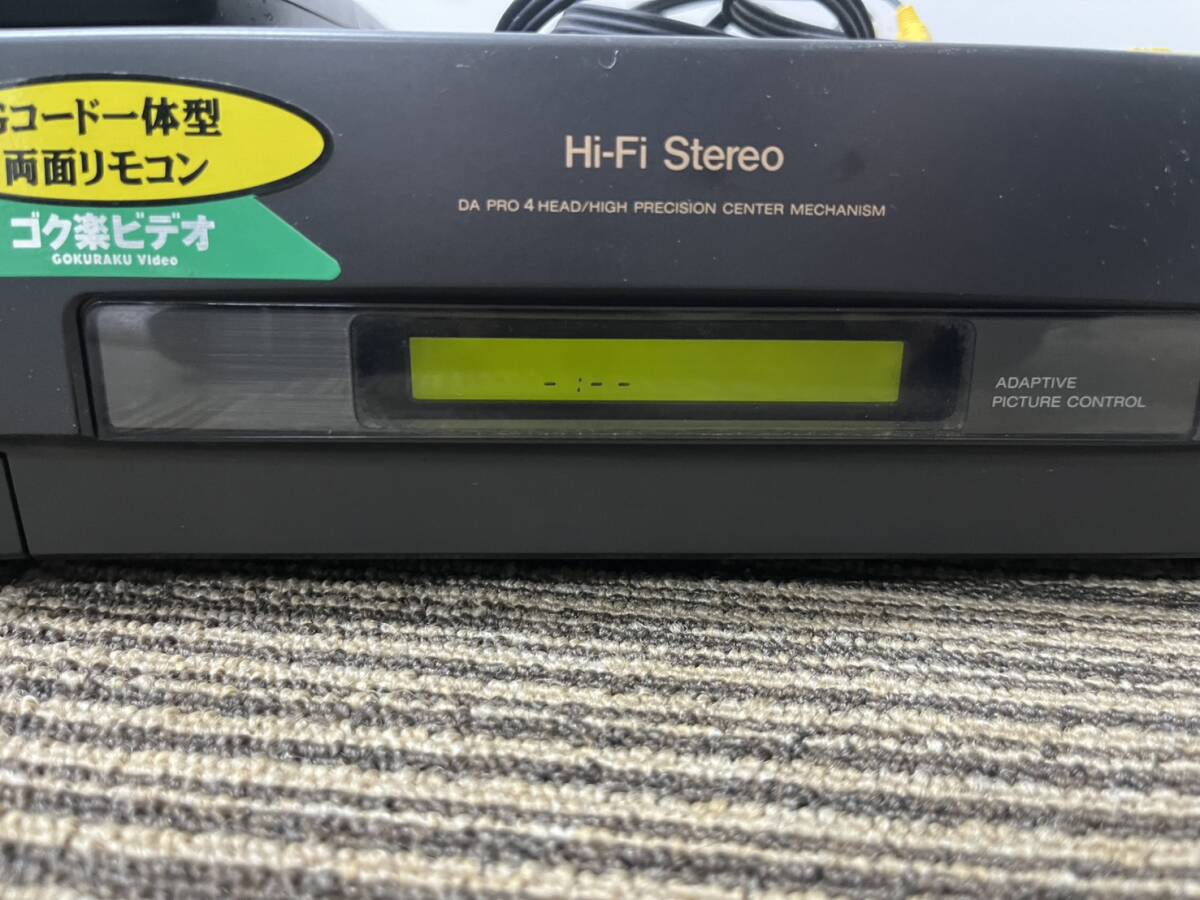 Gコード一体型
両面リモコン
ゴク楽ビデオ
GOKURAKU Video
Hi-Fi Stereo
DA PRO 4 HEAD/HIGH PRECISION CENTER MECHANISM
-:--
ADAPTIVE
PICTURE CONTROL